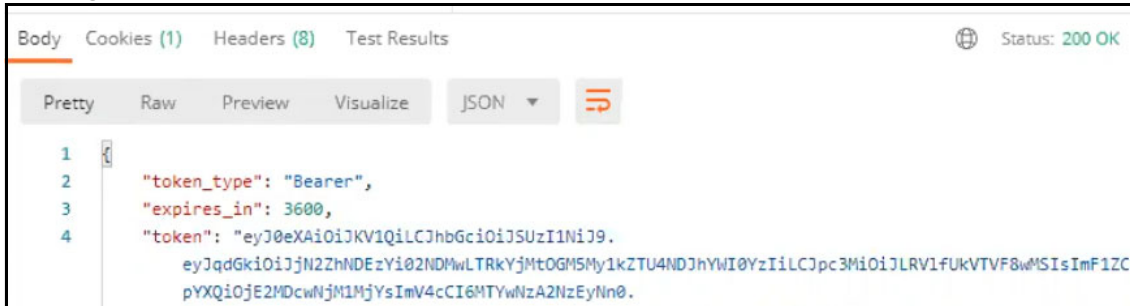 Body Cookies (1) Headers (8) Test Results Status: 200 OK
Pretty Raw Preview Visualize JSON
1 {
2 "token_type": "Bearer",
3 "expires_in": 3600,
4 "token": "eyJ0eXAiOiJKV1QiLCJhbGciOiJSUzI1NiJ9.
eyJqdGkiOiJjN2ZhNDEzYi02NDMwLTRkYjMtOGM5My1kZTU4NDJhYWI0YzIiLCJpc3MiOiJLRV1fUkVTVF8wMSIsImF1ZC
pYXQiOjE2MDcwNjM1MjYsImV4cCI6MTYwNzA2NzEyNn0.